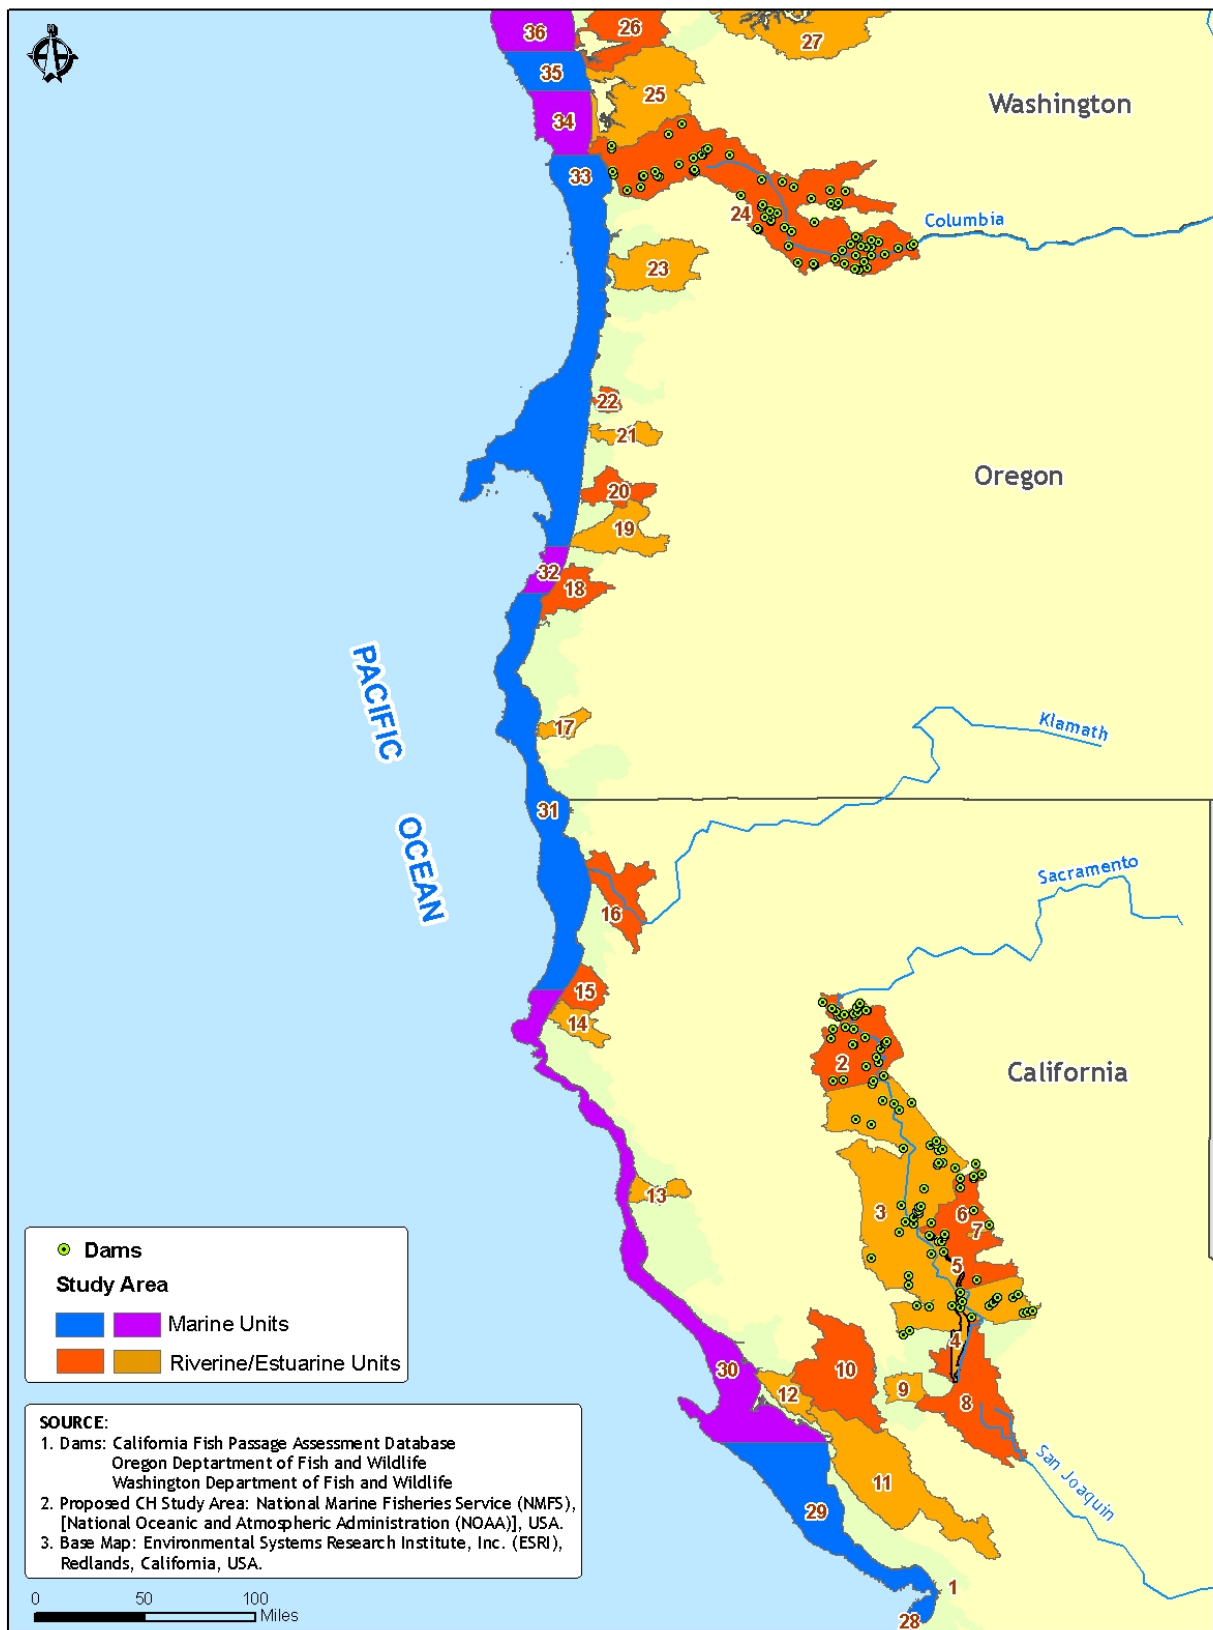 36
26
27
35
25
Washington
34
33
24
Columbia
23
22
21
Oregon
20
19
32
18
PACIFIC
OCEAN
17
Klamath
31
Sacramento
16
15
14
2
California
13
3
6
7
5
Dams
Study Area
Marine Units
Riverine/Estuarine Units
4
30
12
10
9
8
SOURCE:
1. Dams: California Fish Passage Assessment Database
Oregon Deptartment of Fish and Wildlife
Washington Department of Fish and Wildlife
2. Proposed CH Study Area: National Marine Fisheries Service (NMFS),
[National Oceanic and Atmospheric Administration (NOAA)], USA.
3. Base Map: Environmental Systems Research Institute, Inc. (ESRI),
Redlands, California, USA.
11
San Joaquin
29
1
28
0 50 100
Miles